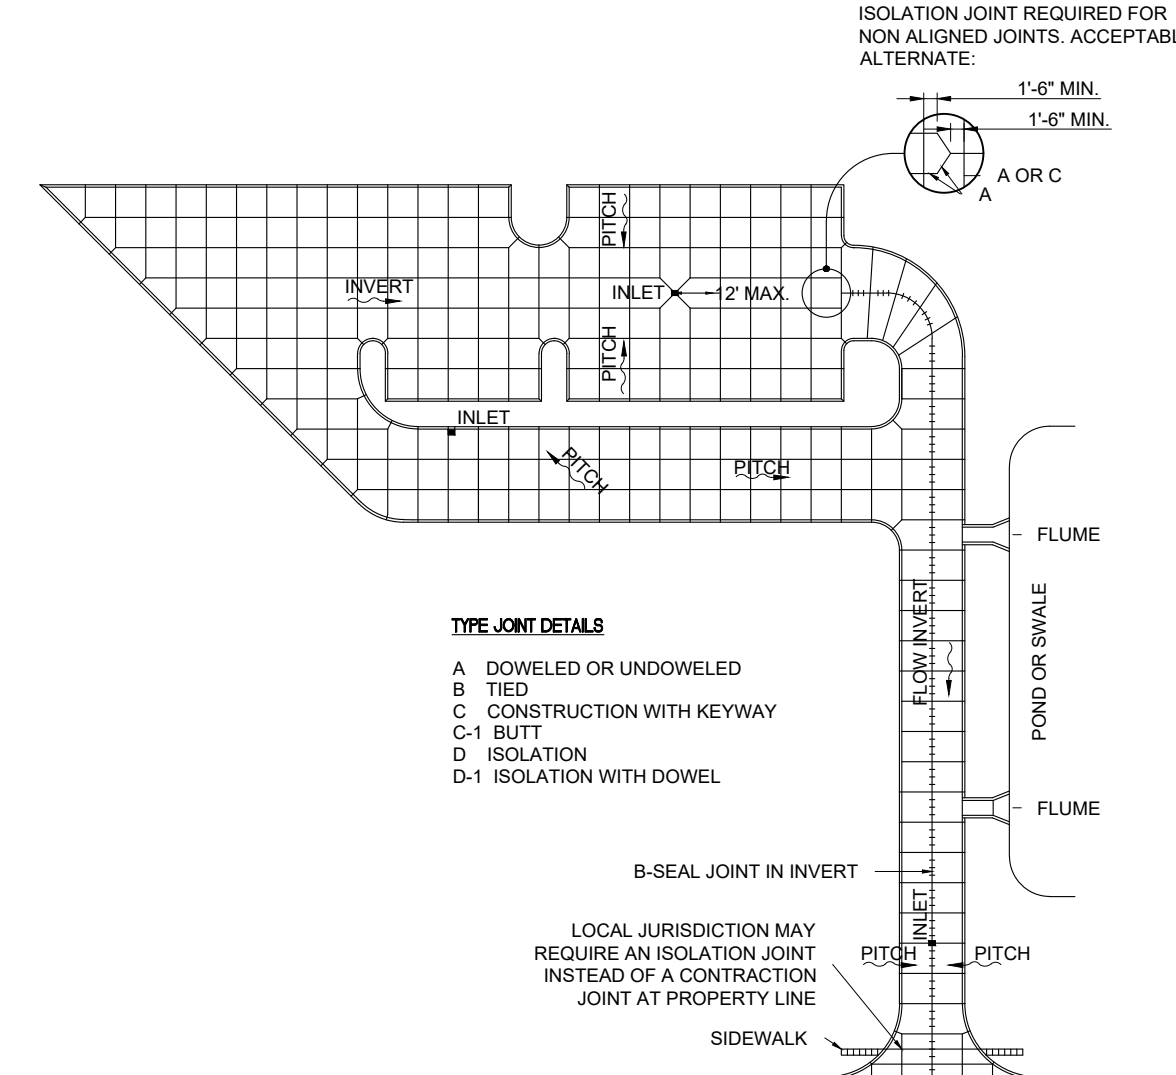 ISOLATION JOINT REQUIRED FOR
NON ALIGNED JOINTS. ACCEPTABL
ALTERNATE:
1'-6" MIN.
1'-6" MIN.
A OR C
A
PITCH
INVERT
INLET
12' MAX.
PITCH
INLET
PITCH
PITCH
FLUME
TYPE JOINT DETAILS
A DOWELED OR UNDOWELED
B TIED
C CONSTRUCTION WITH KEYWAY
C-1 BUTT
D ISOLATION
D-1 ISOLATION WITH DOWEL
FLOW INVERT
POND OR SWALE
FLUME
B-SEAL JOINT IN INVERT
INLET
LOCAL JURISDICTION MAY
REQUIRE AN ISOLATION JOINT
INSTEAD OF A CONTRACTION
JOINT AT PROPERTY LINE
PITCH
PITCH
SIDEWALK